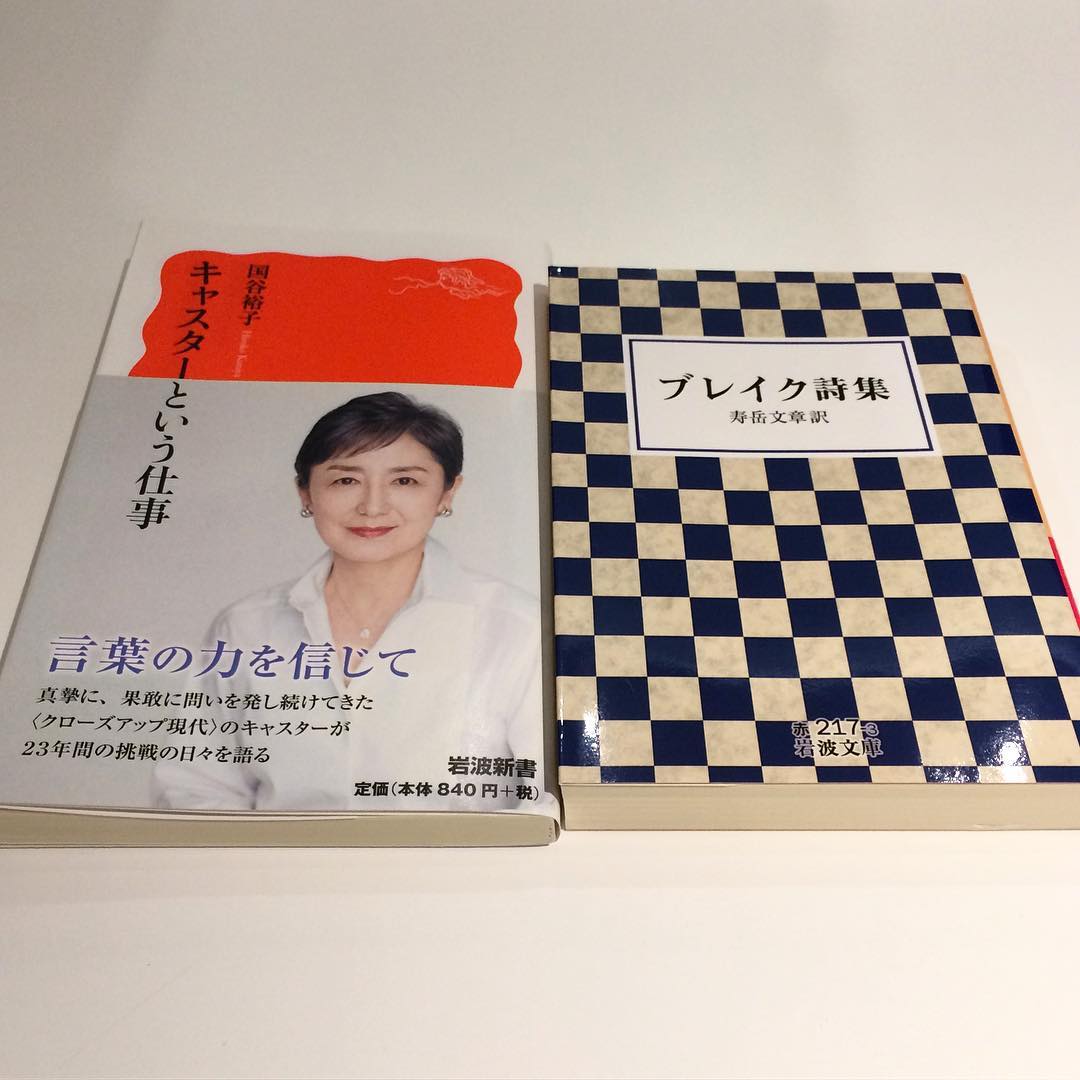 国谷裕子
キャスターという仕事
言葉の力を信じて
真摯に、果敢に問いを発し続けてきた
〈クローズアップ現代〉のキャスターが
23年間の挑戦の日々を語る
岩波新書
定価(本体 840円+税)
ブレイク詩集
寿岳文章訳
赤 217-3
岩波文庫